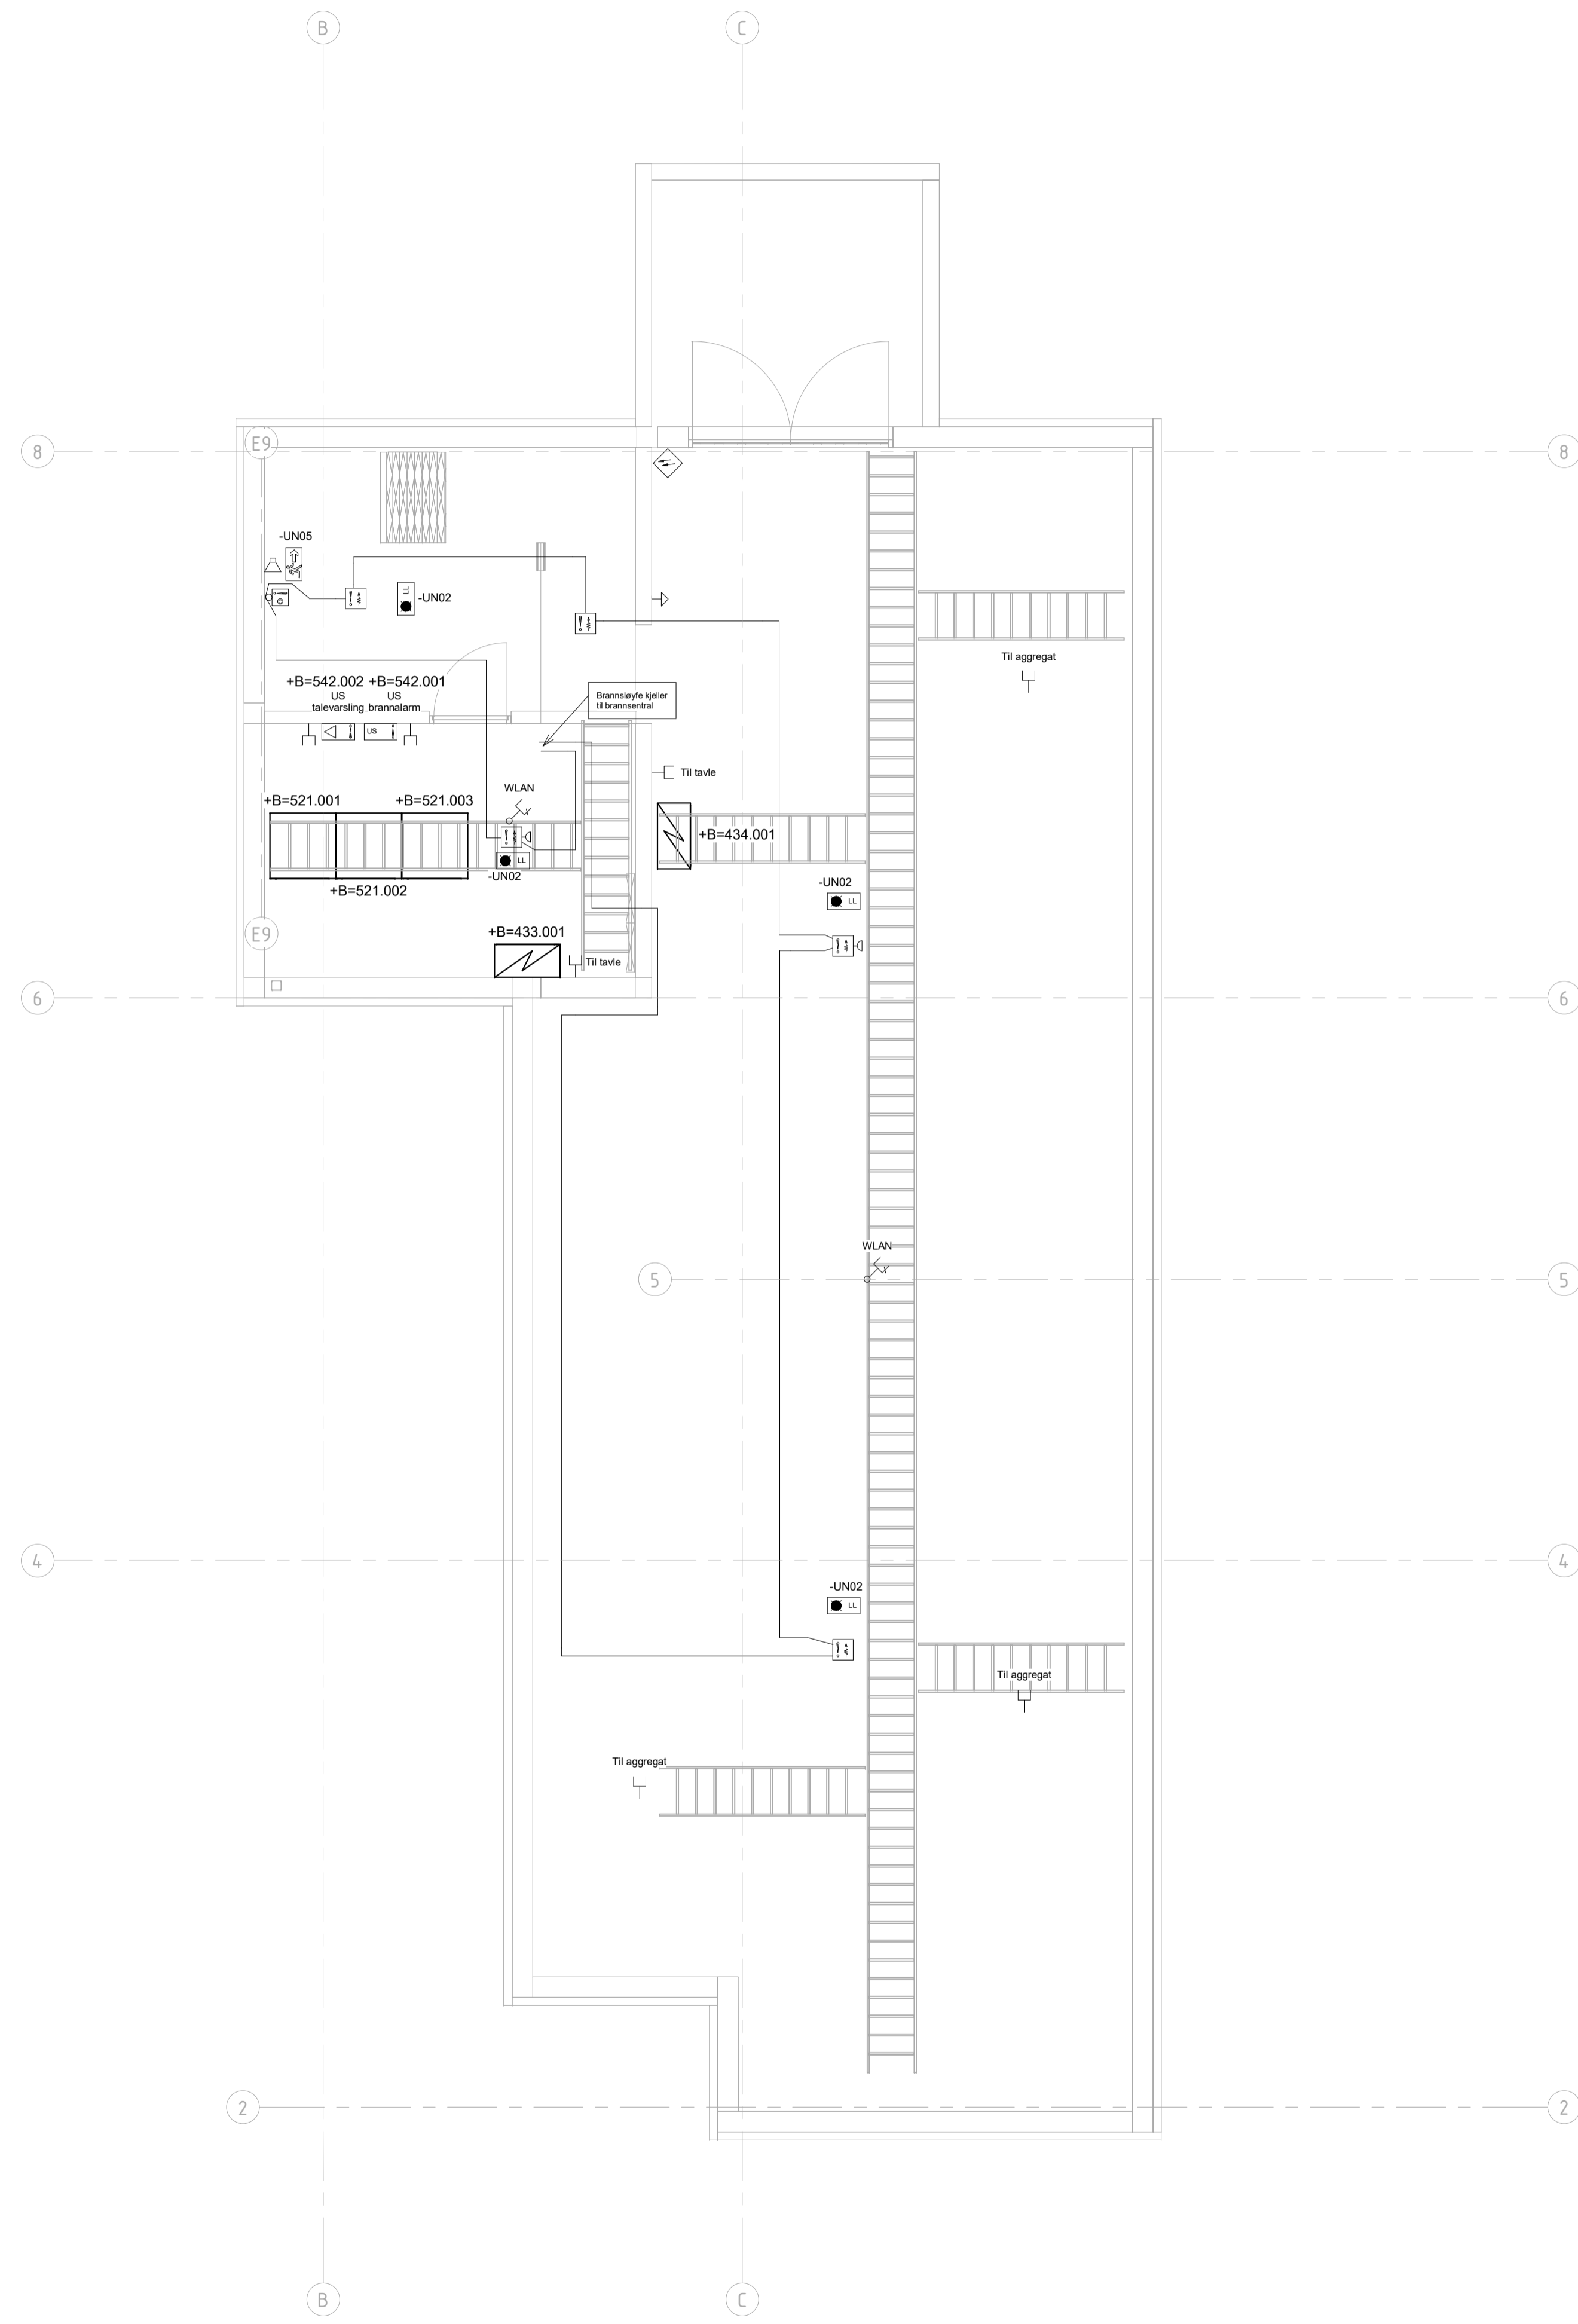 B
C
8
E9
8
-UN05
LL
-UN02
+B=542.002 +B=542.001
US
US
talevarsling brannalarm
US
Brannsløyfe kjeller
til brannsentral
Til aggregat
Til tavle
WLAN
+B=521.001
+B=521.003
+B=434.001
LL
-UN02
+B=521.002
-UN02
LL
E9
+B=433.001
Til tavle
6
6
WLAN
5
5
4
4
-UN02
LL
Til aggregat
Til aggregat
2
2
B
C